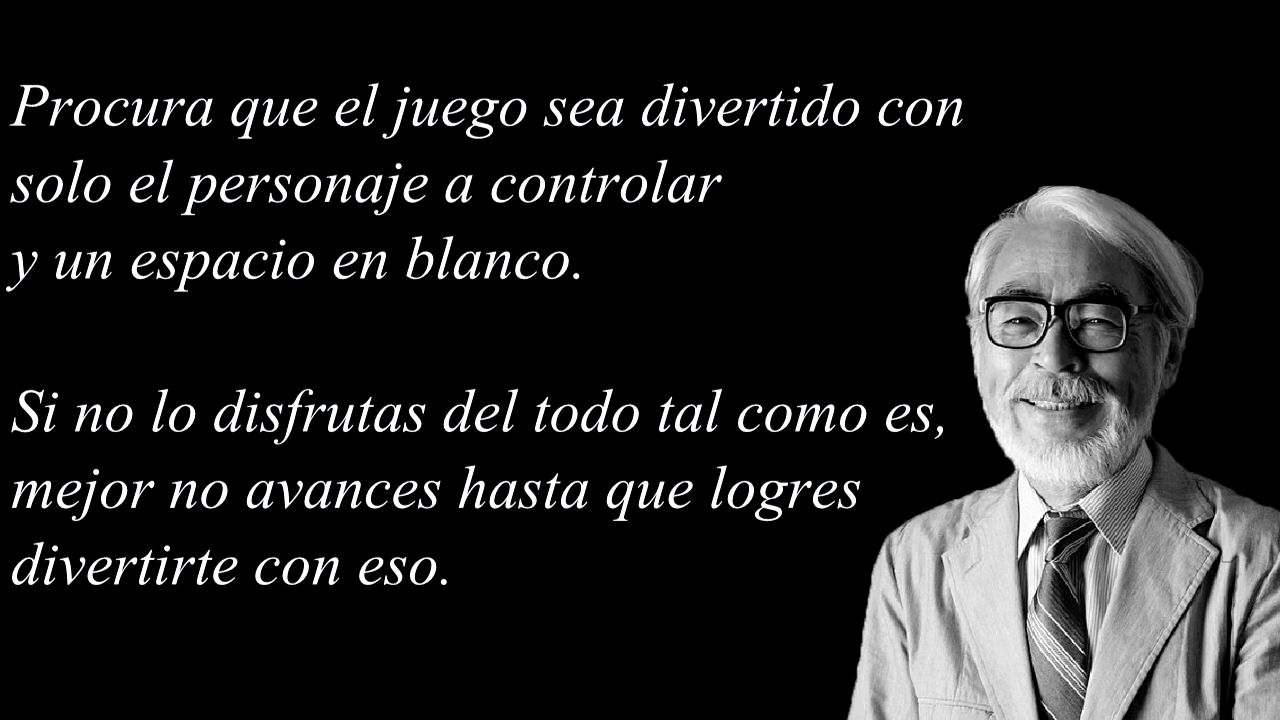 Procura que el juego sea divertido con
solo el personaje a controlar
y un espacio en blanco.
Si no lo disfrutas del todo tal como es,
mejor no avances hasta que logres
divertirte con eso.